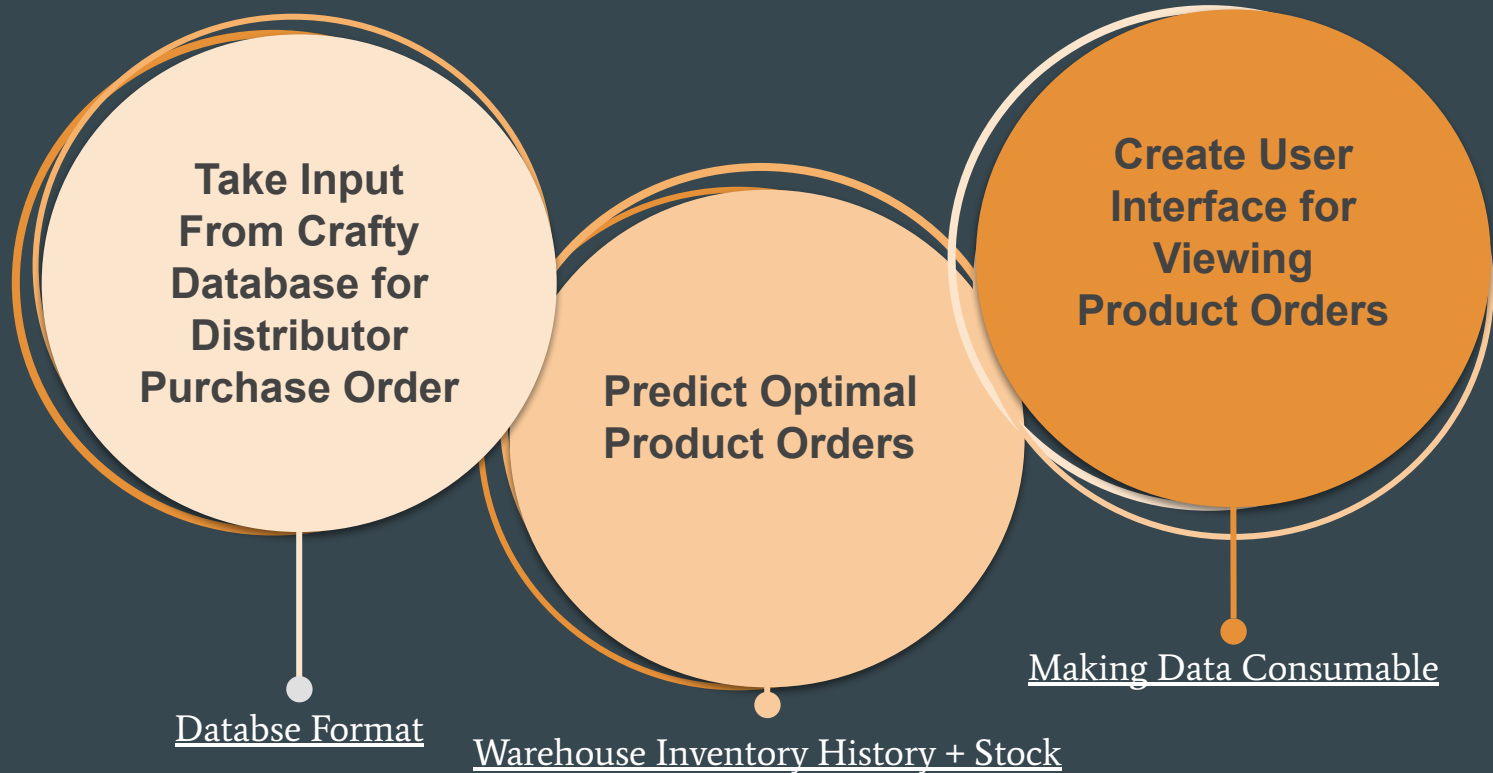 Take Input
From Crafty
Database for
Distributor
Purchase Order
Databse Format
Predict Optimal
Product Orders
Warehouse Inventory History + Stock
Create User
Interface for
Viewing
Product Orders
Making Data Consumable